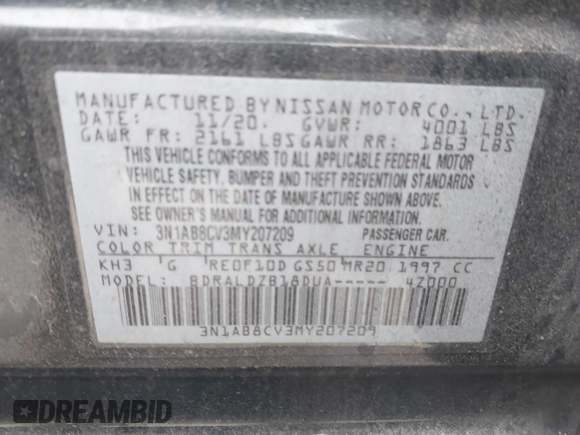 MANUFACTURED BY NISSAN MOTOR CO., LTD.
DATE: 11/20 GVWR: 4001 LBS
GAWR FR: 2161 LBS GAWR RR: 1863 LBS
THIS VEHICLE CONFORMS TO ALL APPLICABLE FEDERAL MOTOR
VEHICLE SAFETY, BUMPER AND THEFT PREVENTION STANDARDS
IN EFFECT ON THE DATE OF MANUFACTURE SHOWN ABOVE.
SEE OWNER'S MANUAL FOR ADDITIONAL INFORMATION.
VIN: 3N1AB8CV3MY207209 PASSENGER CAR.
COLOR TRIM TRANS AXLE ENGINE
KH3 G RE0F10D GS50 MR20 1997 CC
MODEL: BDRALDZB18DUA----- 4Z000
3N1AB8CV3MY207209
DREAMBID